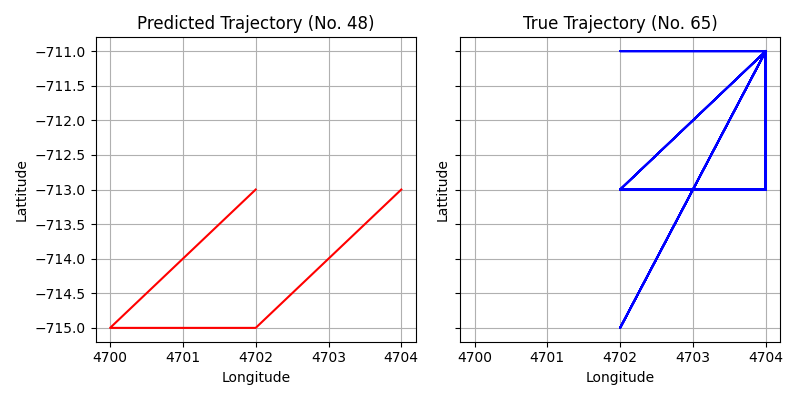 Predicted Trajectory (No. 48)
True Trajectory (No. 65)
Lattitude
−711.0
−711.5
−712.0
−712.5
−713.0
−713.5
−714.0
−714.5
−715.0
4700 4701 4702 4703 4704
Longitude
Lattitude
4700 4701 4702 4703 4704
Longitude